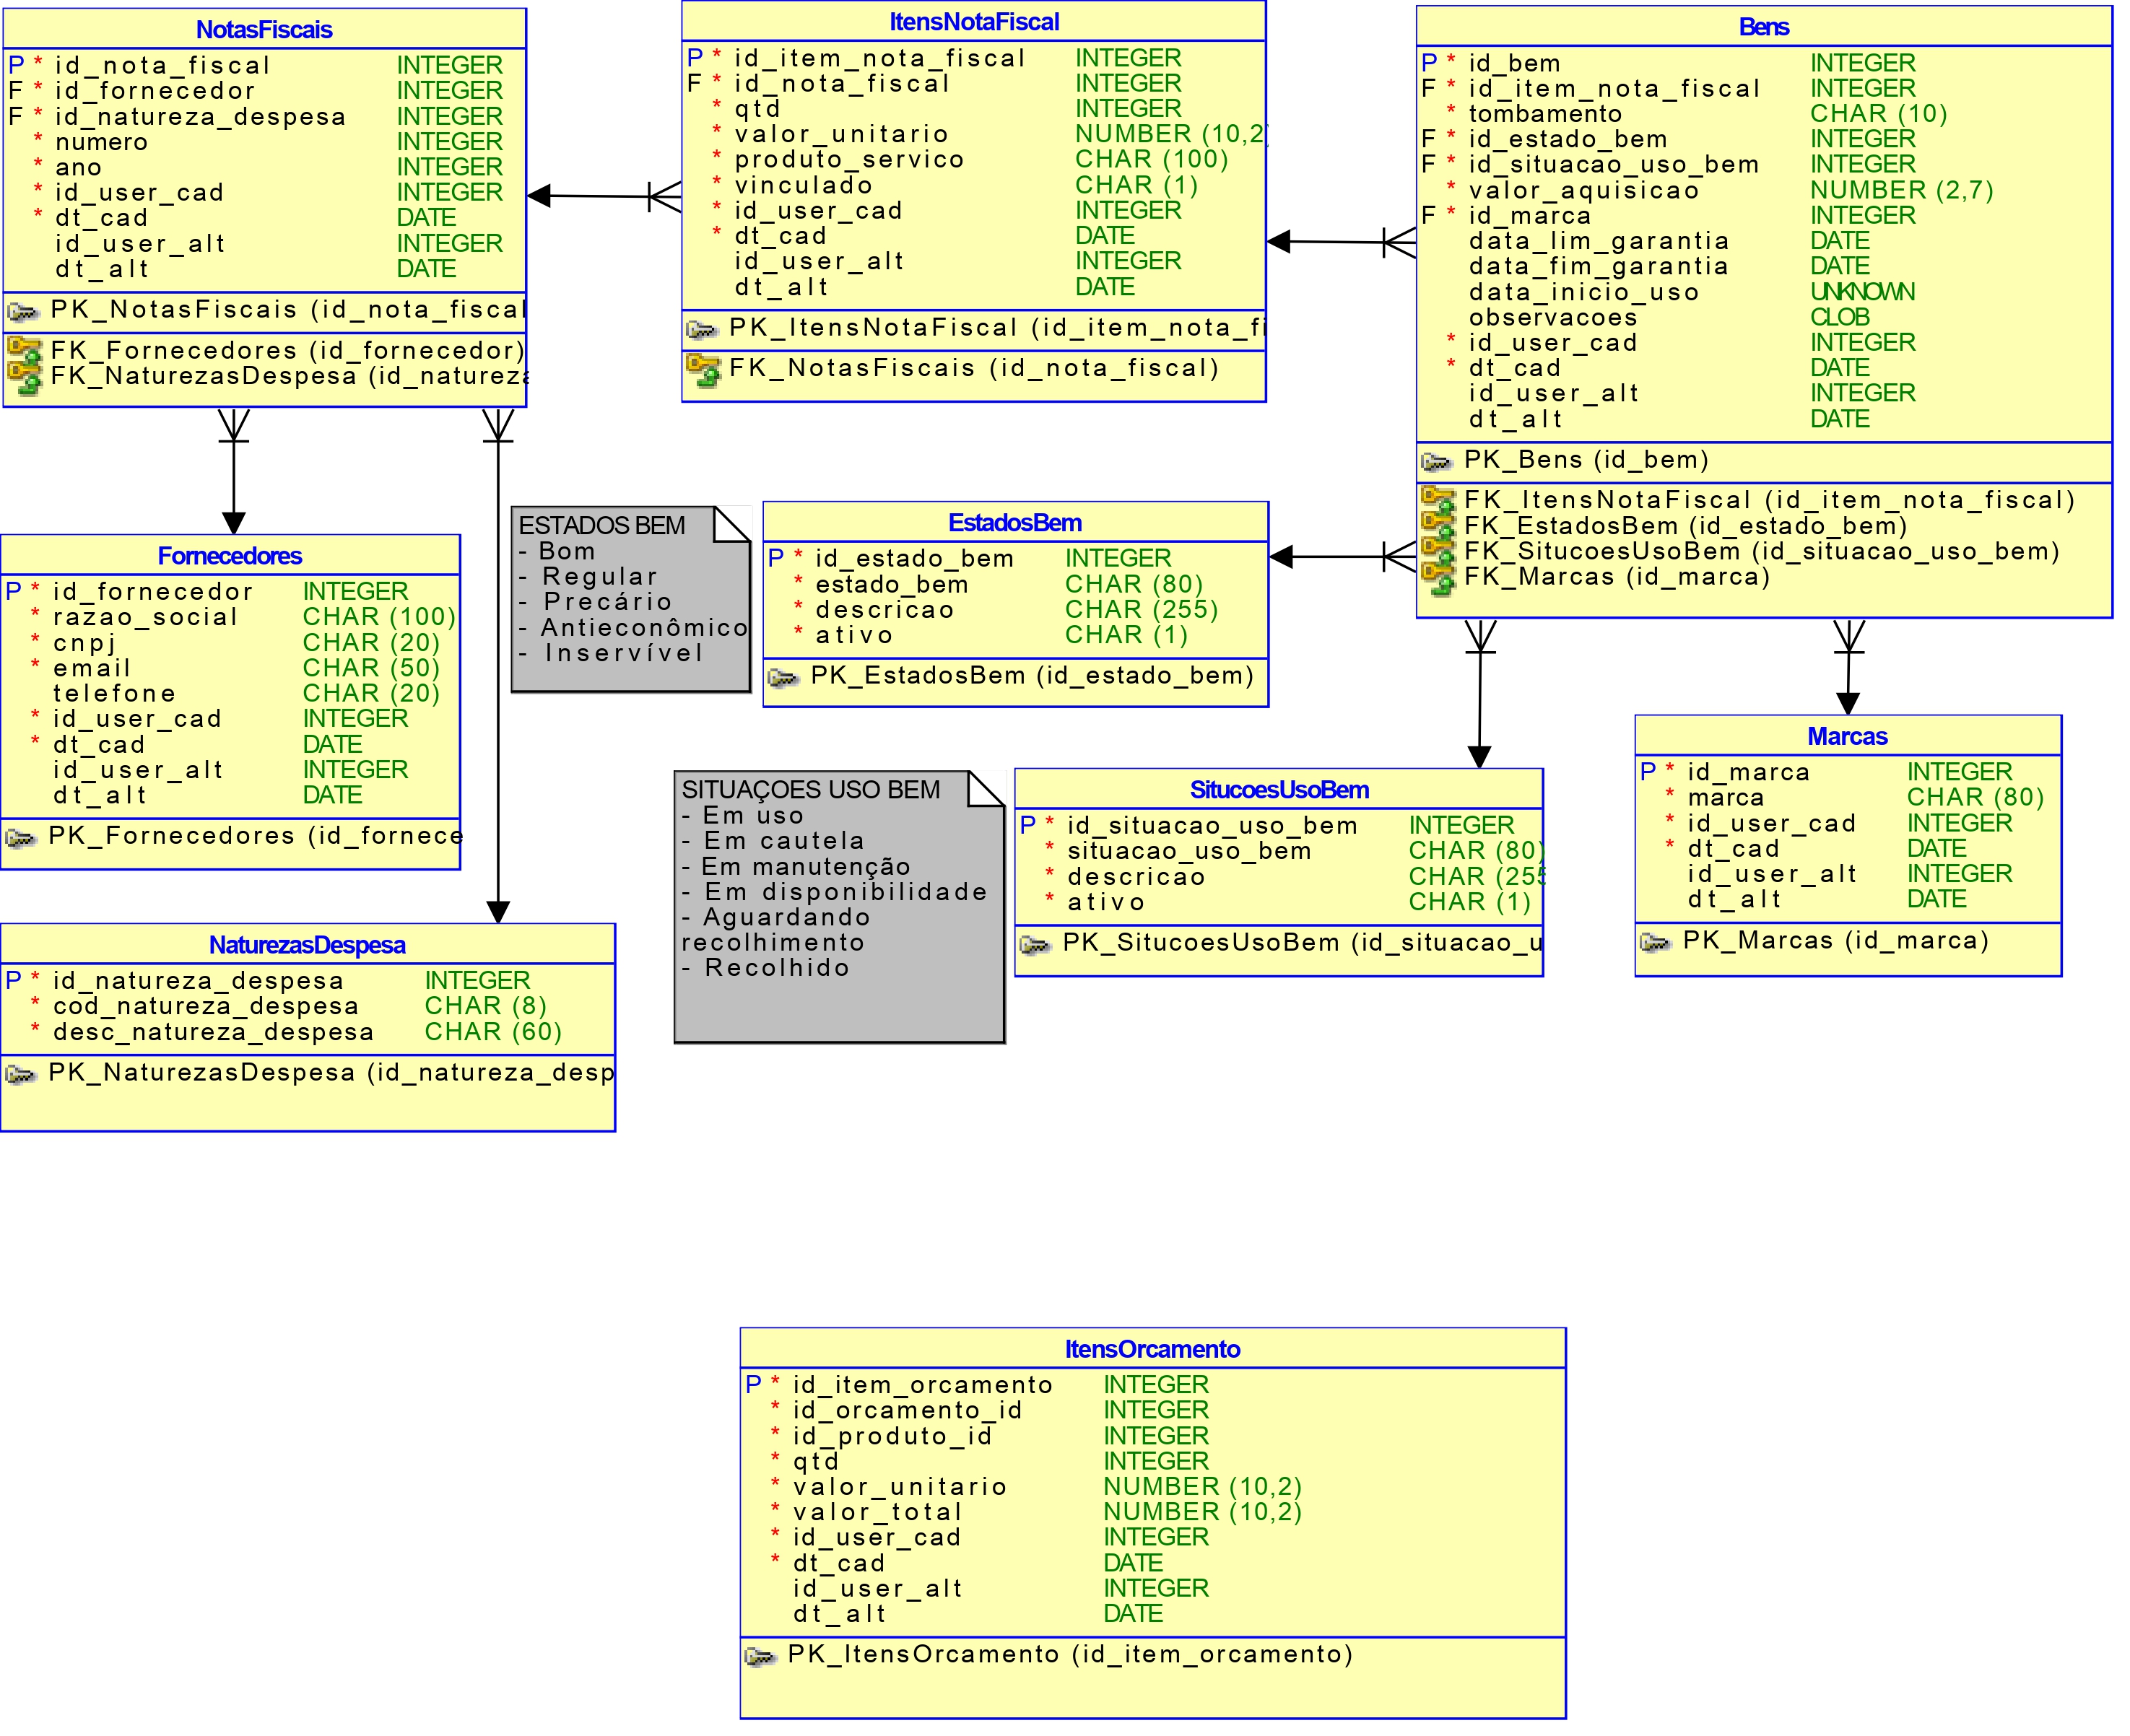 NotasFiscais
P * id_nota_fiscal INTEGER
F * id_fornecedor INTEGER
F * id_natureza_despesa INTEGER
* numero INTEGER
* ano INTEGER
* id_user_cad INTEGER
* dt_cad DATE
id_user_alt INTEGER
dt_alt DATE
PK_NotasFiscais (id_nota_fiscal
FK_Fornecedores (id_fornecedor)
FK_NaturezasDespesa (id_natureza
ItensNotaFiscal
P * id_item_nota_fiscal INTEGER
F * id_nota_fiscal INTEGER
* qtd INTEGER
* valor_unitario NUMBER (10,2)
* produto_servico CHAR (100)
* vinculado CHAR (1)
* id_user_cad INTEGER
* dt_cad DATE
id_user_alt INTEGER
dt_alt DATE
PK_ItensNotaFiscal (id_item_nota_fi
FK_NotasFiscais (id_nota_fiscal)
Bens
P * id_bem INTEGER
F * id_item_nota_fiscal INTEGER
* tombamento CHAR (10)
F * id_estado_bem INTEGER
F * id_situacao_uso_bem INTEGER
* valor_aquisicao NUMBER (2,7)
F * id_marca INTEGER
data_lim_garantia DATE
data_fim_garantia DATE
data_inicio_uso UNKNOWN
observacoes CLOB
* id_user_cad INTEGER
* dt_cad DATE
id_user_alt INTEGER
dt_alt DATE
PK_Bens (id_bem)
FK_ItensNotaFiscal (id_item_nota_fiscal)
FK_EstadosBem (id_estado_bem)
FK_SitucoesUsoBem (id_situacao_uso_bem)
FK_Marcas (id_marca)
Fornecedores
P * id_fornecedor INTEGER
* razao_social CHAR (100)
* cnpj CHAR (20)
* email CHAR (50)
telefone CHAR (20)
* id_user_cad INTEGER
* dt_cad DATE
id_user_alt INTEGER
dt_alt DATE
PK_Fornecedores (id_fornece
ESTADOS BEM
- Bom
- Regular
- Precário
- Antieconômico
- Inservível
EstadosBem
P * id_estado_bem INTEGER
* estado_bem CHAR (80)
* descricao CHAR (255)
* ativo CHAR (1)
PK_EstadosBem (id_estado_bem)
SITUAÇOES USO BEM
- Em uso
- Em cautela
- Em manutenção
- Em disponibilidade
- Aguardando
recolhimento
- Recolhido
SitucoesUsoBem
P * id_situacao_uso_bem INTEGER
* situacao_uso_bem CHAR (80)
* descricao CHAR (255
* ativo CHAR (1)
PK_SitucoesUsoBem (id_situacao_u
Marcas
P * id_marca INTEGER
* marca CHAR (80)
* id_user_cad INTEGER
* dt_cad DATE
id_user_alt INTEGER
dt_alt DATE
PK_Marcas (id_marca)
NaturezasDespesa
P * id_natureza_despesa INTEGER
* cod_natureza_despesa CHAR (8)
* desc_natureza_despesa CHAR (60)
PK_NaturezasDespesa (id_natureza_desp
ItensOrcamento
P * id_item_orcamento INTEGER
* id_orcamento_id INTEGER
* id_produto_id INTEGER
* qtd INTEGER
* valor_unitario NUMBER (10,2)
* valor_total NUMBER (10,2)
* id_user_cad INTEGER
* dt_cad DATE
id_user_alt INTEGER
dt_alt DATE
PK_ItensOrcamento (id_item_orcamento)